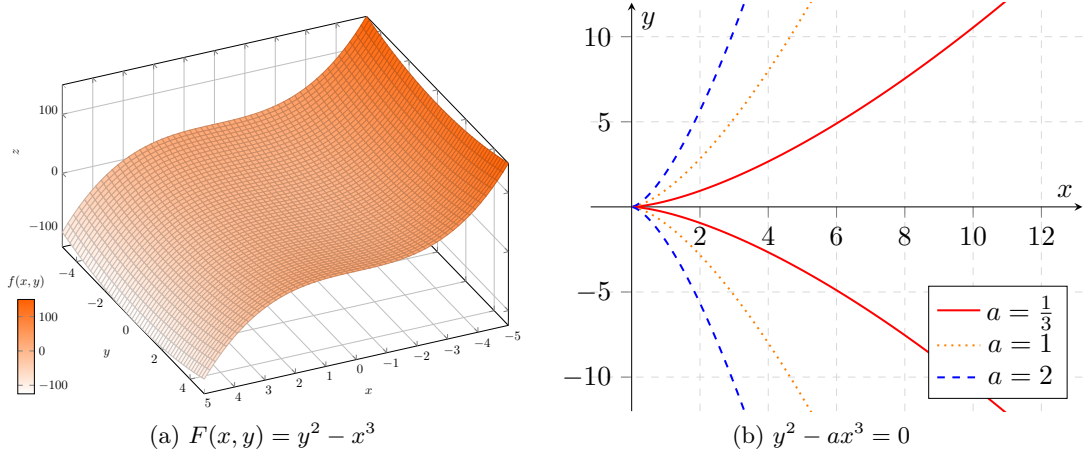 100
0
−100
z
−4
−2
0
2
4
y
5
4
3
2
1
0
-1
-2
-3
-4
-5
x
f(x, y)
100
0
−100
(a) F(x, y) = y² − x³
y
10
5
−5
−10
2
4
6
8
10
12
x
a = 1/3
a = 1
a = 2
(b) y² − ax³ = 0